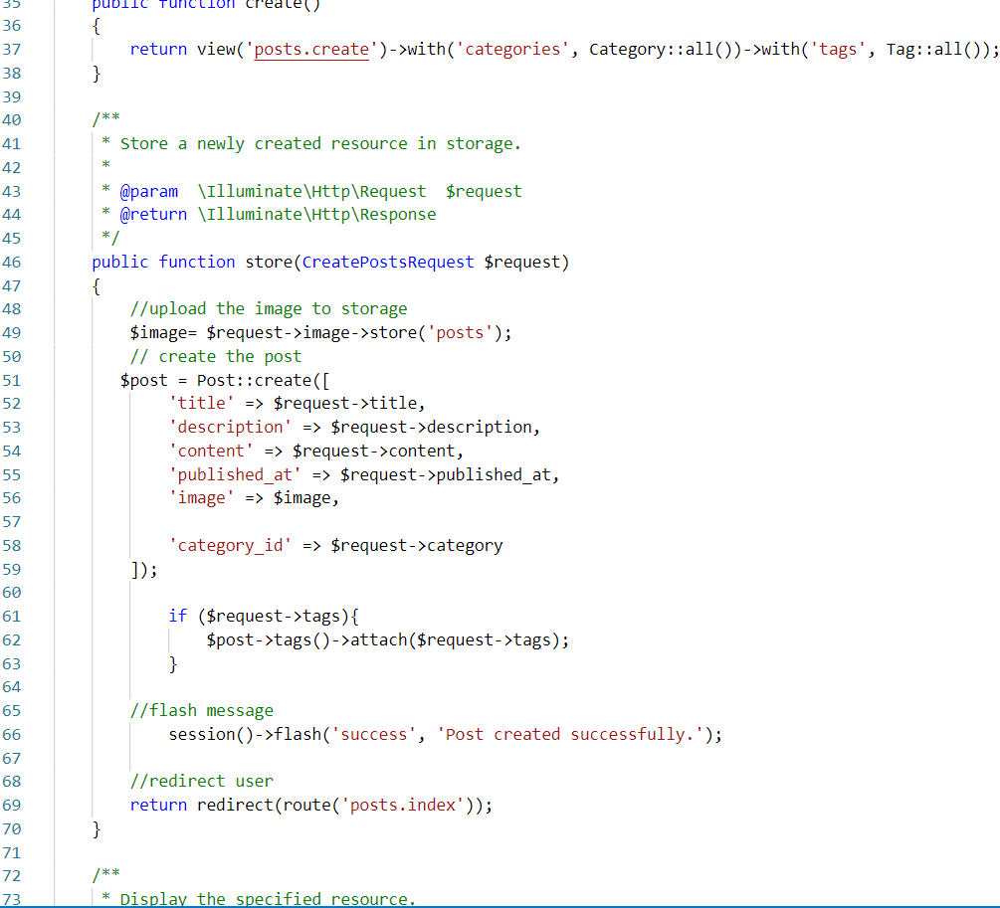 35 public function create()
36 {
37 return view('posts.create')->with('categories', Category::all())->with('tags', Tag::all());
38 }
39
40 /**
41 * Store a newly created resource in storage.
42 *
43 * @param  \Illuminate\Http\Request  $request
44 * @return \Illuminate\Http\Response
45 */
46 public function store(CreatePostsRequest $request)
47 {
48 //upload the image to storage
49 $image= $request->image->store('posts');
50 // create the post
51 $post = Post::create([
52 'title' => $request->title,
53 'description' => $request->description,
54 'content' => $request->content,
55 'published_at' => $request->published_at,
56 'image' => $image,
57
58 'category_id' => $request->category
59 ]);
60
61 if ($request->tags){
62 $post->tags()->attach($request->tags);
63 }
64
65 //flash message
66 session()->flash('success', 'Post created successfully.');
67
68 //redirect user
69 return redirect(route('posts.index'));
70 }
71
72 /**
73 * Display the specified resource.